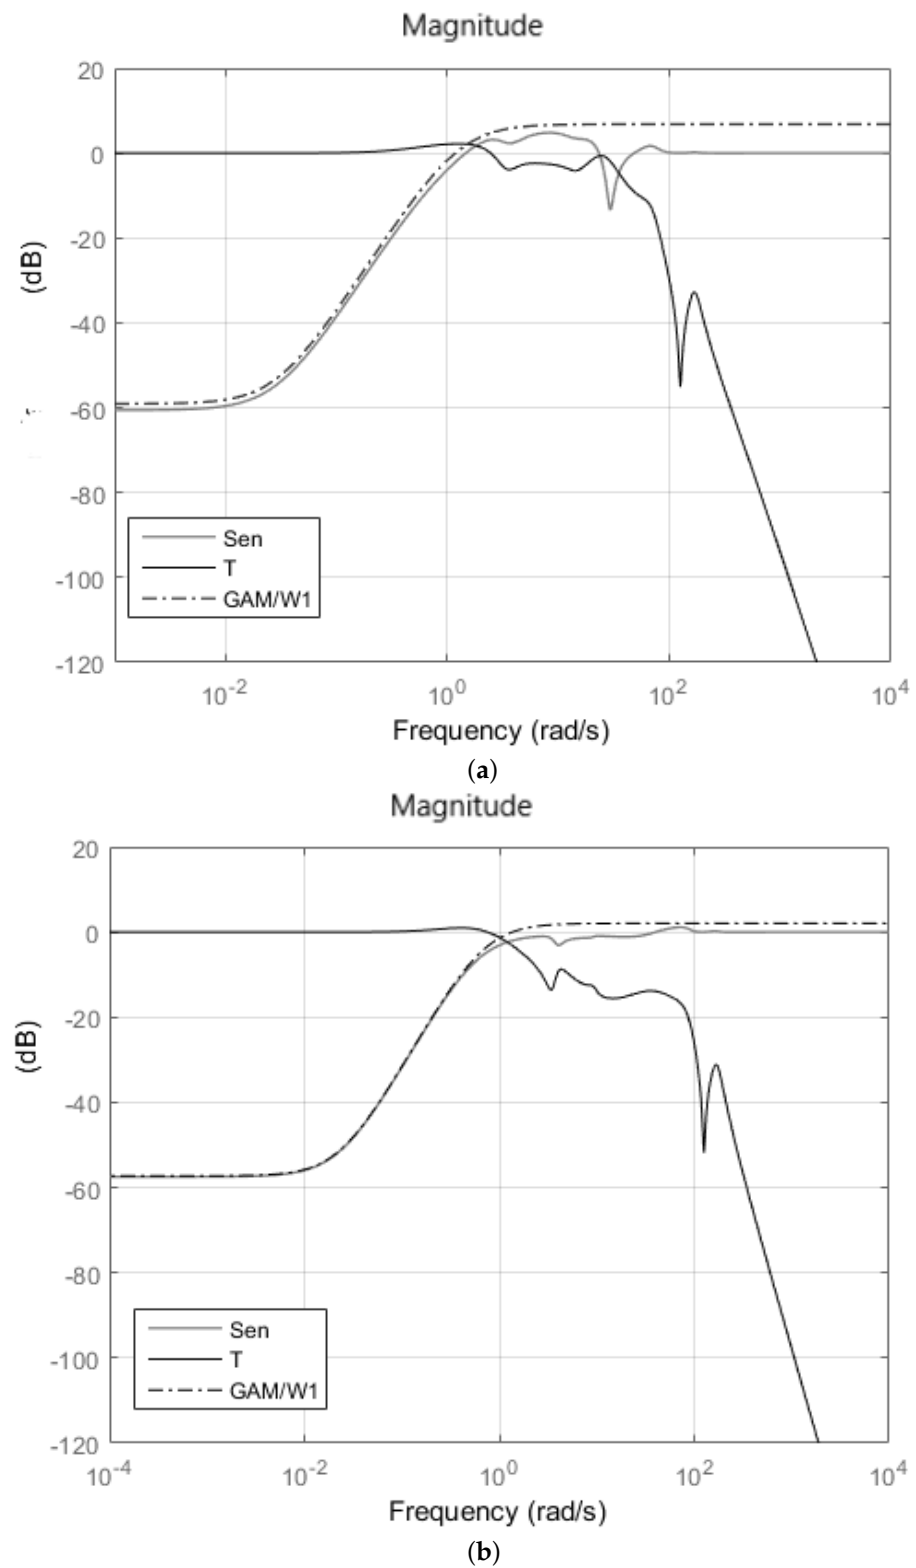 Magnitude
20
0
-20
-40
-60
-80
-100
-120
(dB)
Sen
T
GAM/W1
10^-2
10^0
10^2
10^4
Frequency (rad/s)
(a)
Magnitude
20
0
-20
-40
-60
-80
-100
-120
(dB)
Sen
T
GAM/W1
10^-4
10^-2
10^0
10^2
10^4
Frequency (rad/s)
(b)